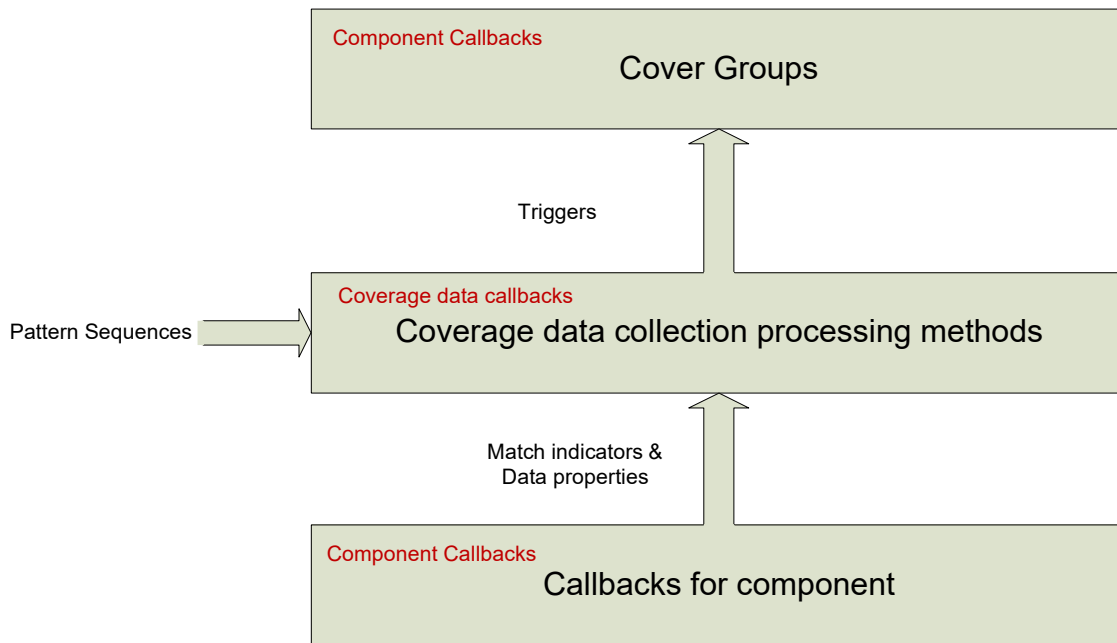 Component Callbacks
Cover Groups
Triggers
Coverage data callbacks
Coverage data collection processing methods
Pattern Sequences
Match indicators &
Data properties
Component Callbacks
Callbacks for component